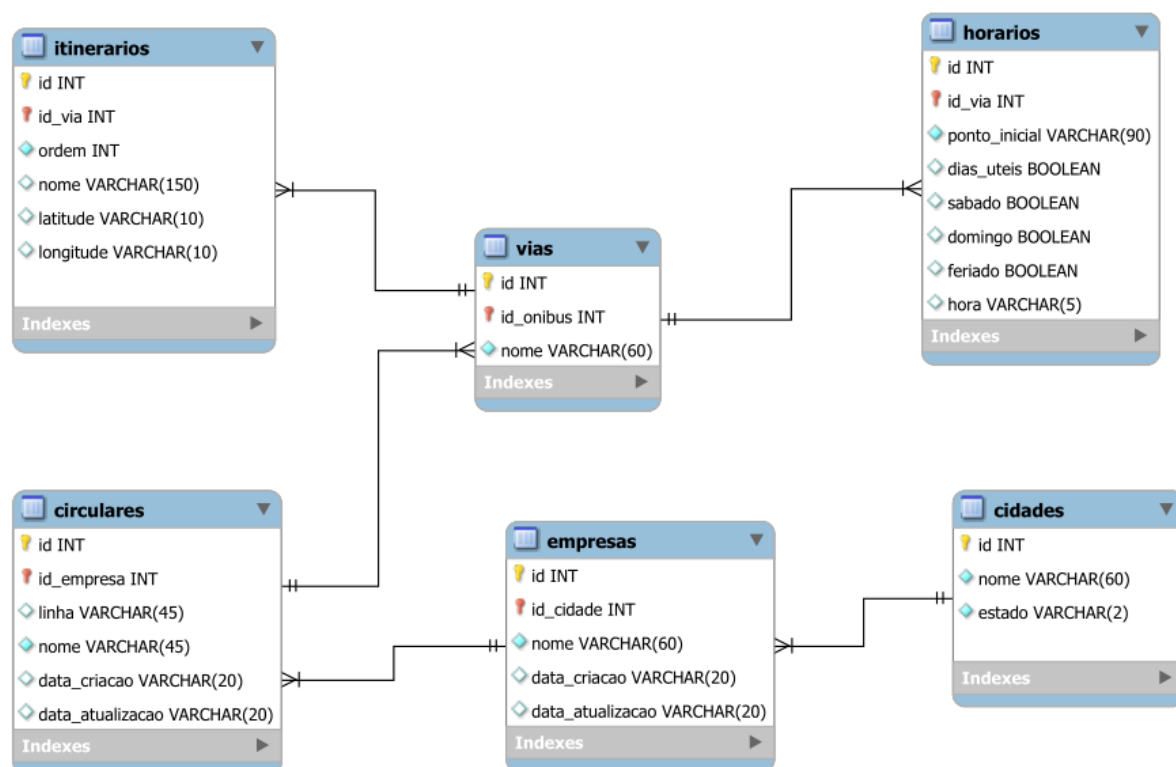 itinerarios
id INT
id_via INT
ordem INT
nome VARCHAR(150)
latitude VARCHAR(10)
longitude VARCHAR(10)
Indexes
horarios
id INT
id_via INT
ponto_inicial VARCHAR(90)
dias_uteis BOOLEAN
sabado BOOLEAN
domingo BOOLEAN
feriado BOOLEAN
hora VARCHAR(5)
Indexes
vias
id INT
id_onibus INT
nome VARCHAR(60)
Indexes
circulares
id INT
id_empresa INT
linha VARCHAR(45)
nome VARCHAR(45)
data_criacao VARCHAR(20)
data_atualizacao VARCHAR(20)
Indexes
empresas
id INT
id_cidade INT
nome VARCHAR(60)
data_criacao VARCHAR(20)
data_atualizacao VARCHAR(20)
Indexes
cidades
id INT
nome VARCHAR(60)
estado VARCHAR(2)
Indexes